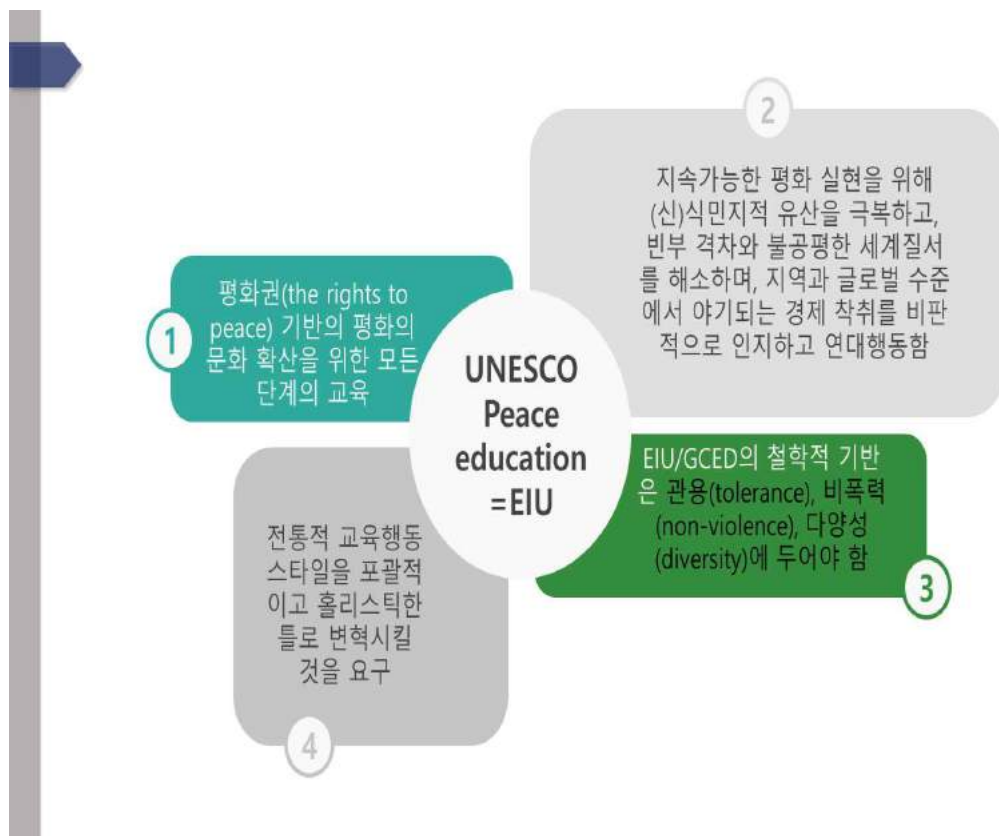 1
평화권(the rights to
peace) 기반의 평화의
문화 확산을 위한 모든
단계의 교육
2
지속가능한 평화 실현을 위해
(신)식민지적 유산을 극복하고,
빈부 격차와 불공평한 세계질서
를 해소하며, 지역과 글로벌 수준
에서 야기되는 경제 착취를 비판
적으로 인지하고 연대행동함
UNESCO
Peace
education
=EIU
EIU/GCED의 철학적 기반
은 관용(tolerance), 비폭력
(non-violence), 다양성
(diversity)에 두어야 함
3
전통적 교육행동
스타일을 포괄적
이고 홀리스틱한
틀로 변혁시킬
것을 요구
4